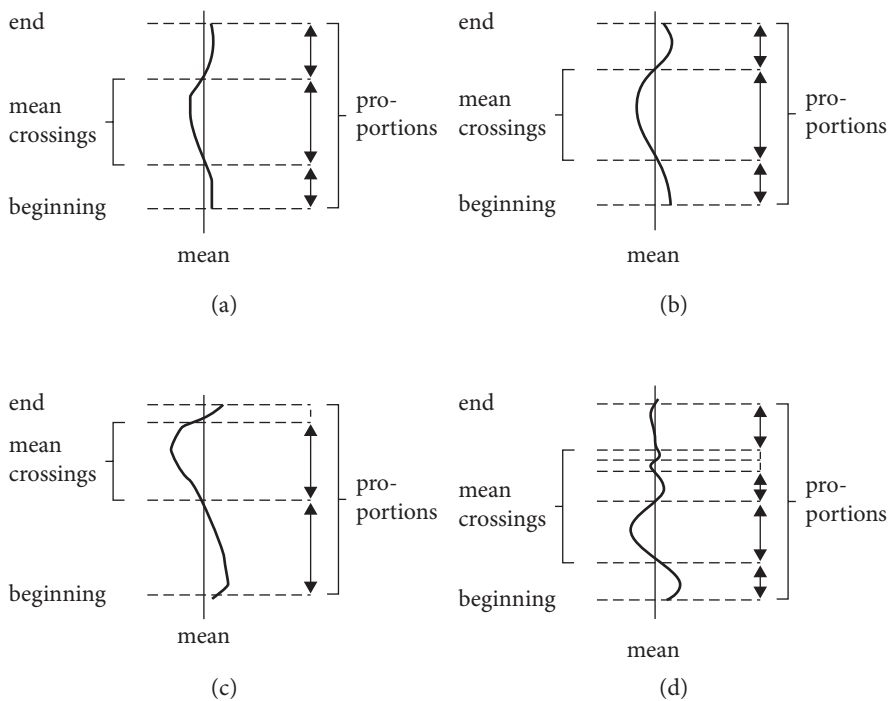 end
mean
crossings
beginning
pro-
portions
mean
(a)
end
mean
crossings
beginning
pro-
portions
mean
(b)
end
mean
crossings
beginning
pro-
portions
mean
(c)
end
mean
crossings
beginning
pro-
portions
mean
(d)